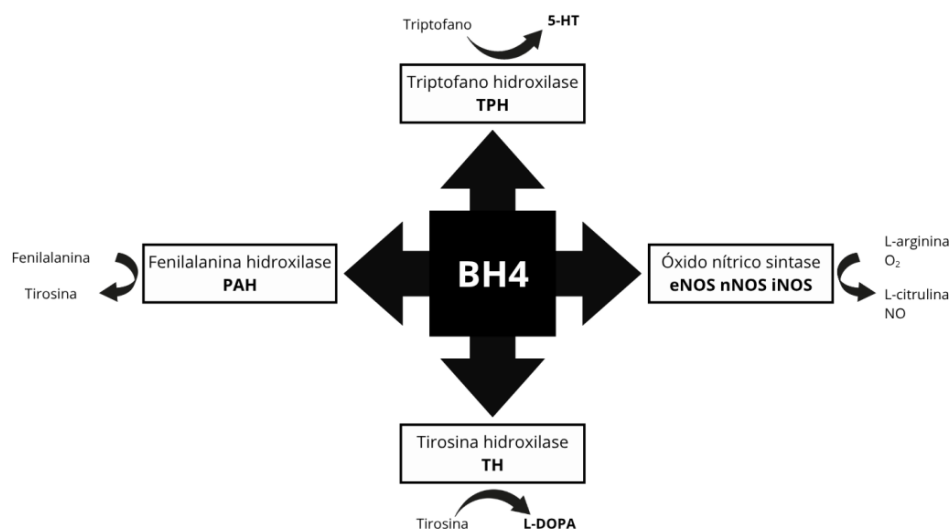 Triptofano
5-HT
Triptofano hidroxilase
TPH
Fenilalanina
Tirosina
Fenilalanina hidroxilase
PAH
BH4
Óxido nítrico sintase
eNOS nNOS iNOS
L-arginina
O₂
L-citrulina
NO
Tirosina hidroxilase
TH
Tirosina
L-DOPA